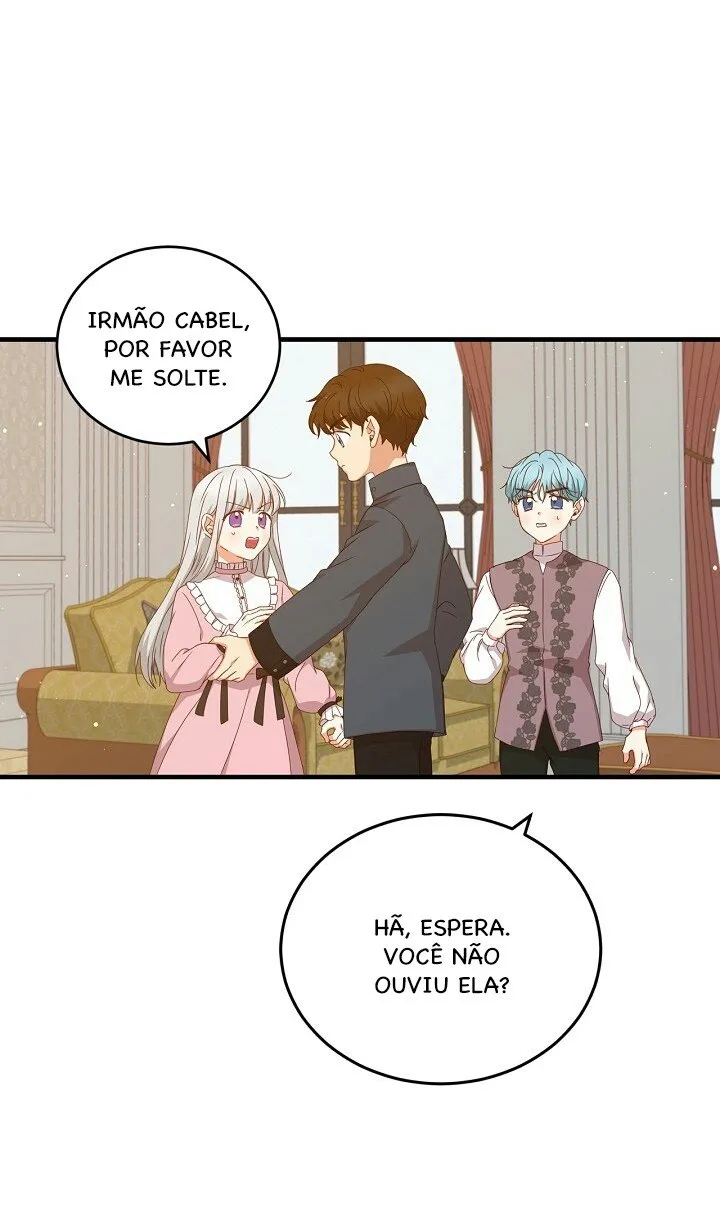 IRMÃO CABEL,
POR FAVOR
ME SOLTE.
HÃ, ESPERA.
VOCÊ NÃO
OUVIU ELA?